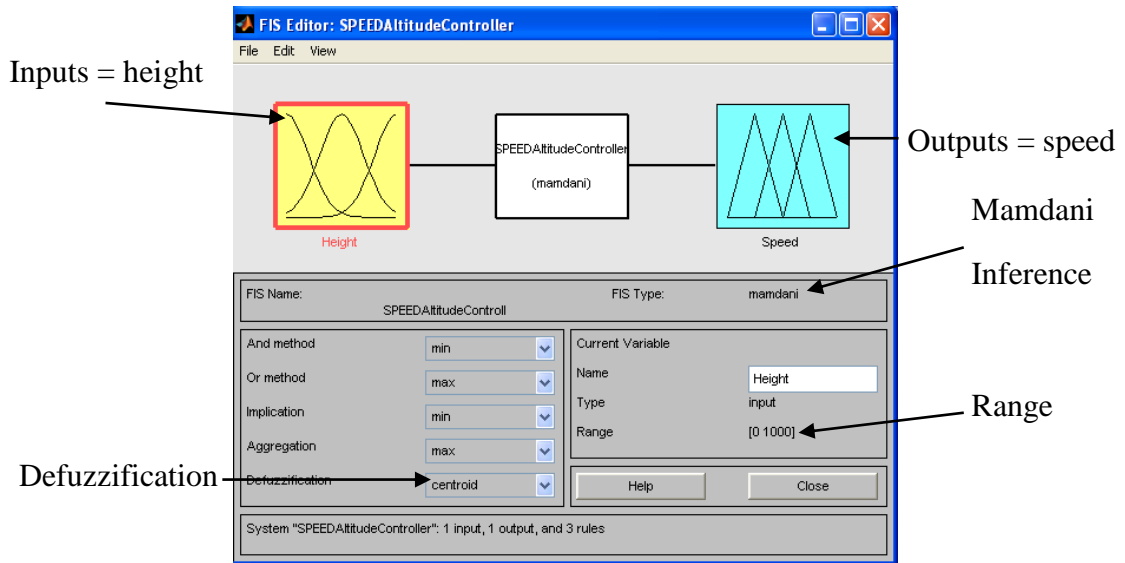 FIS Editor: SPEEDAltitudeController
File Edit View
Inputs = height
SPEEDAltitudeController
(mamdani)
Outputs = speed
Height
Speed
Mamdani
Inference
FIS Name:
SPEEDAltitudeControll
FIS Type:
mamdani
And method
min
Or method
max
Implication
min
Aggregation
max
Defuzzification
Defuzzification
centroid
Current Variable
Name
Height
Type
input
Range
[0 1000]
Range
Help
Close
System "SPEEDAltitudeController": 1 input, 1 output, and 3 rules